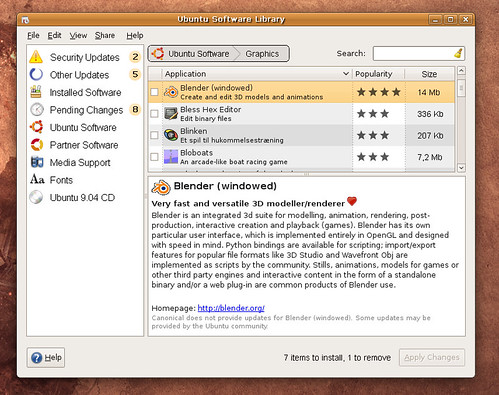 Ubuntu Software Library
File Edit View Share Help
Security Updates 2
Other Updates 5
Installed Software
Pending Changes 8
Ubuntu Software
Partner Software
Media Support
Aa Fonts
Ubuntu 9.04 CD
Ubuntu Software Graphics
Search:
Application Popularity Size
Blender (windowed)
Create and edit 3D models and animations
14 Mb
Bless Hex Editor
Edit binary files
336 Kb
Blinken
Et spil til hukommelsestræning
207 kb
Bloboats
An arcade-like boat racing game
7,2 Mb
Blender (windowed)
Very fast and versatile 3D modeller/renderer
Blender is an integrated 3d suite for modelling, animation, rendering, post-
production, interactive creation and playback (games). Blender has its own
particular user interface, which is implemented entirely in OpenGL and designed
with speed in mind. Python bindings are available for scripting; import/export
features for popular file formats like 3D Studio and Wavefront Obj are
implemented as scripts by the community. Stills, animations, models for games or
other third party engines and interactive content in the form of a standalone
binary and/or a web plug-in are common products of Blender use.
Homepage: http://blender.org/
Canonical does not provide updates for Blender (windowed). Some updates may
be provided by the Ubuntu community.
Help
7 items to install, 1 to remove
Apply Changes